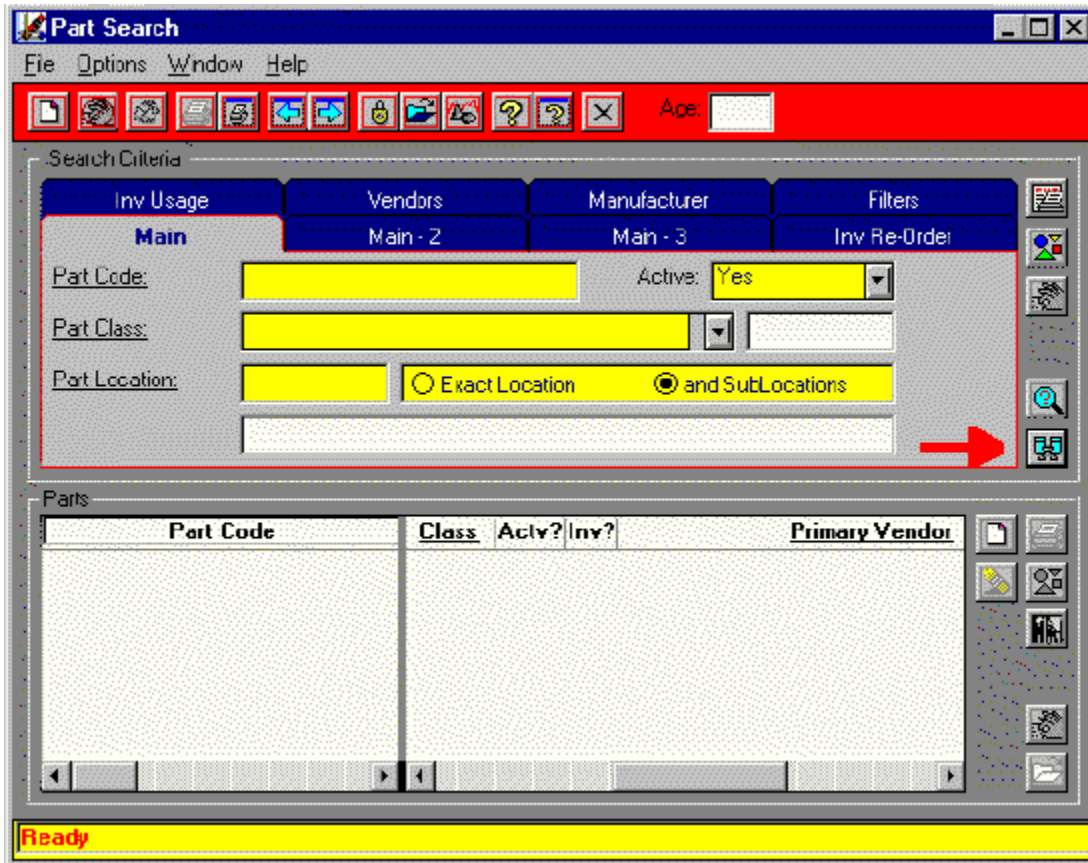 Part Search
File Options Window Help
Age:
Search Criteria
Inv Usage Vendors Manufacturer Filters
Main Main - 2 Main - 3 Inv Re-Order
Part Code: Active: Yes
Part Class:
Part Location: Exact Location and SubLocations
Parts
Part Code Class Actv? Inv? Primary Vendor
Ready